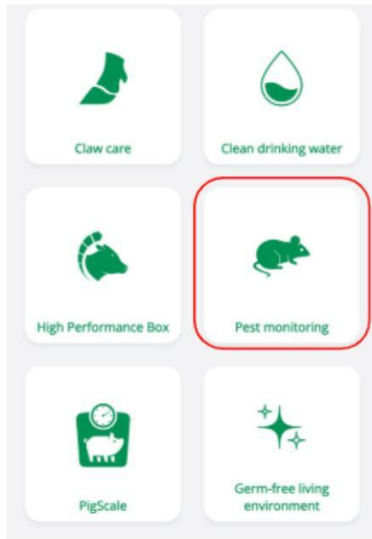 Claw care
Clean drinking water
High Performance Box
Pest monitoring
PigScale
Germ-free living
environment